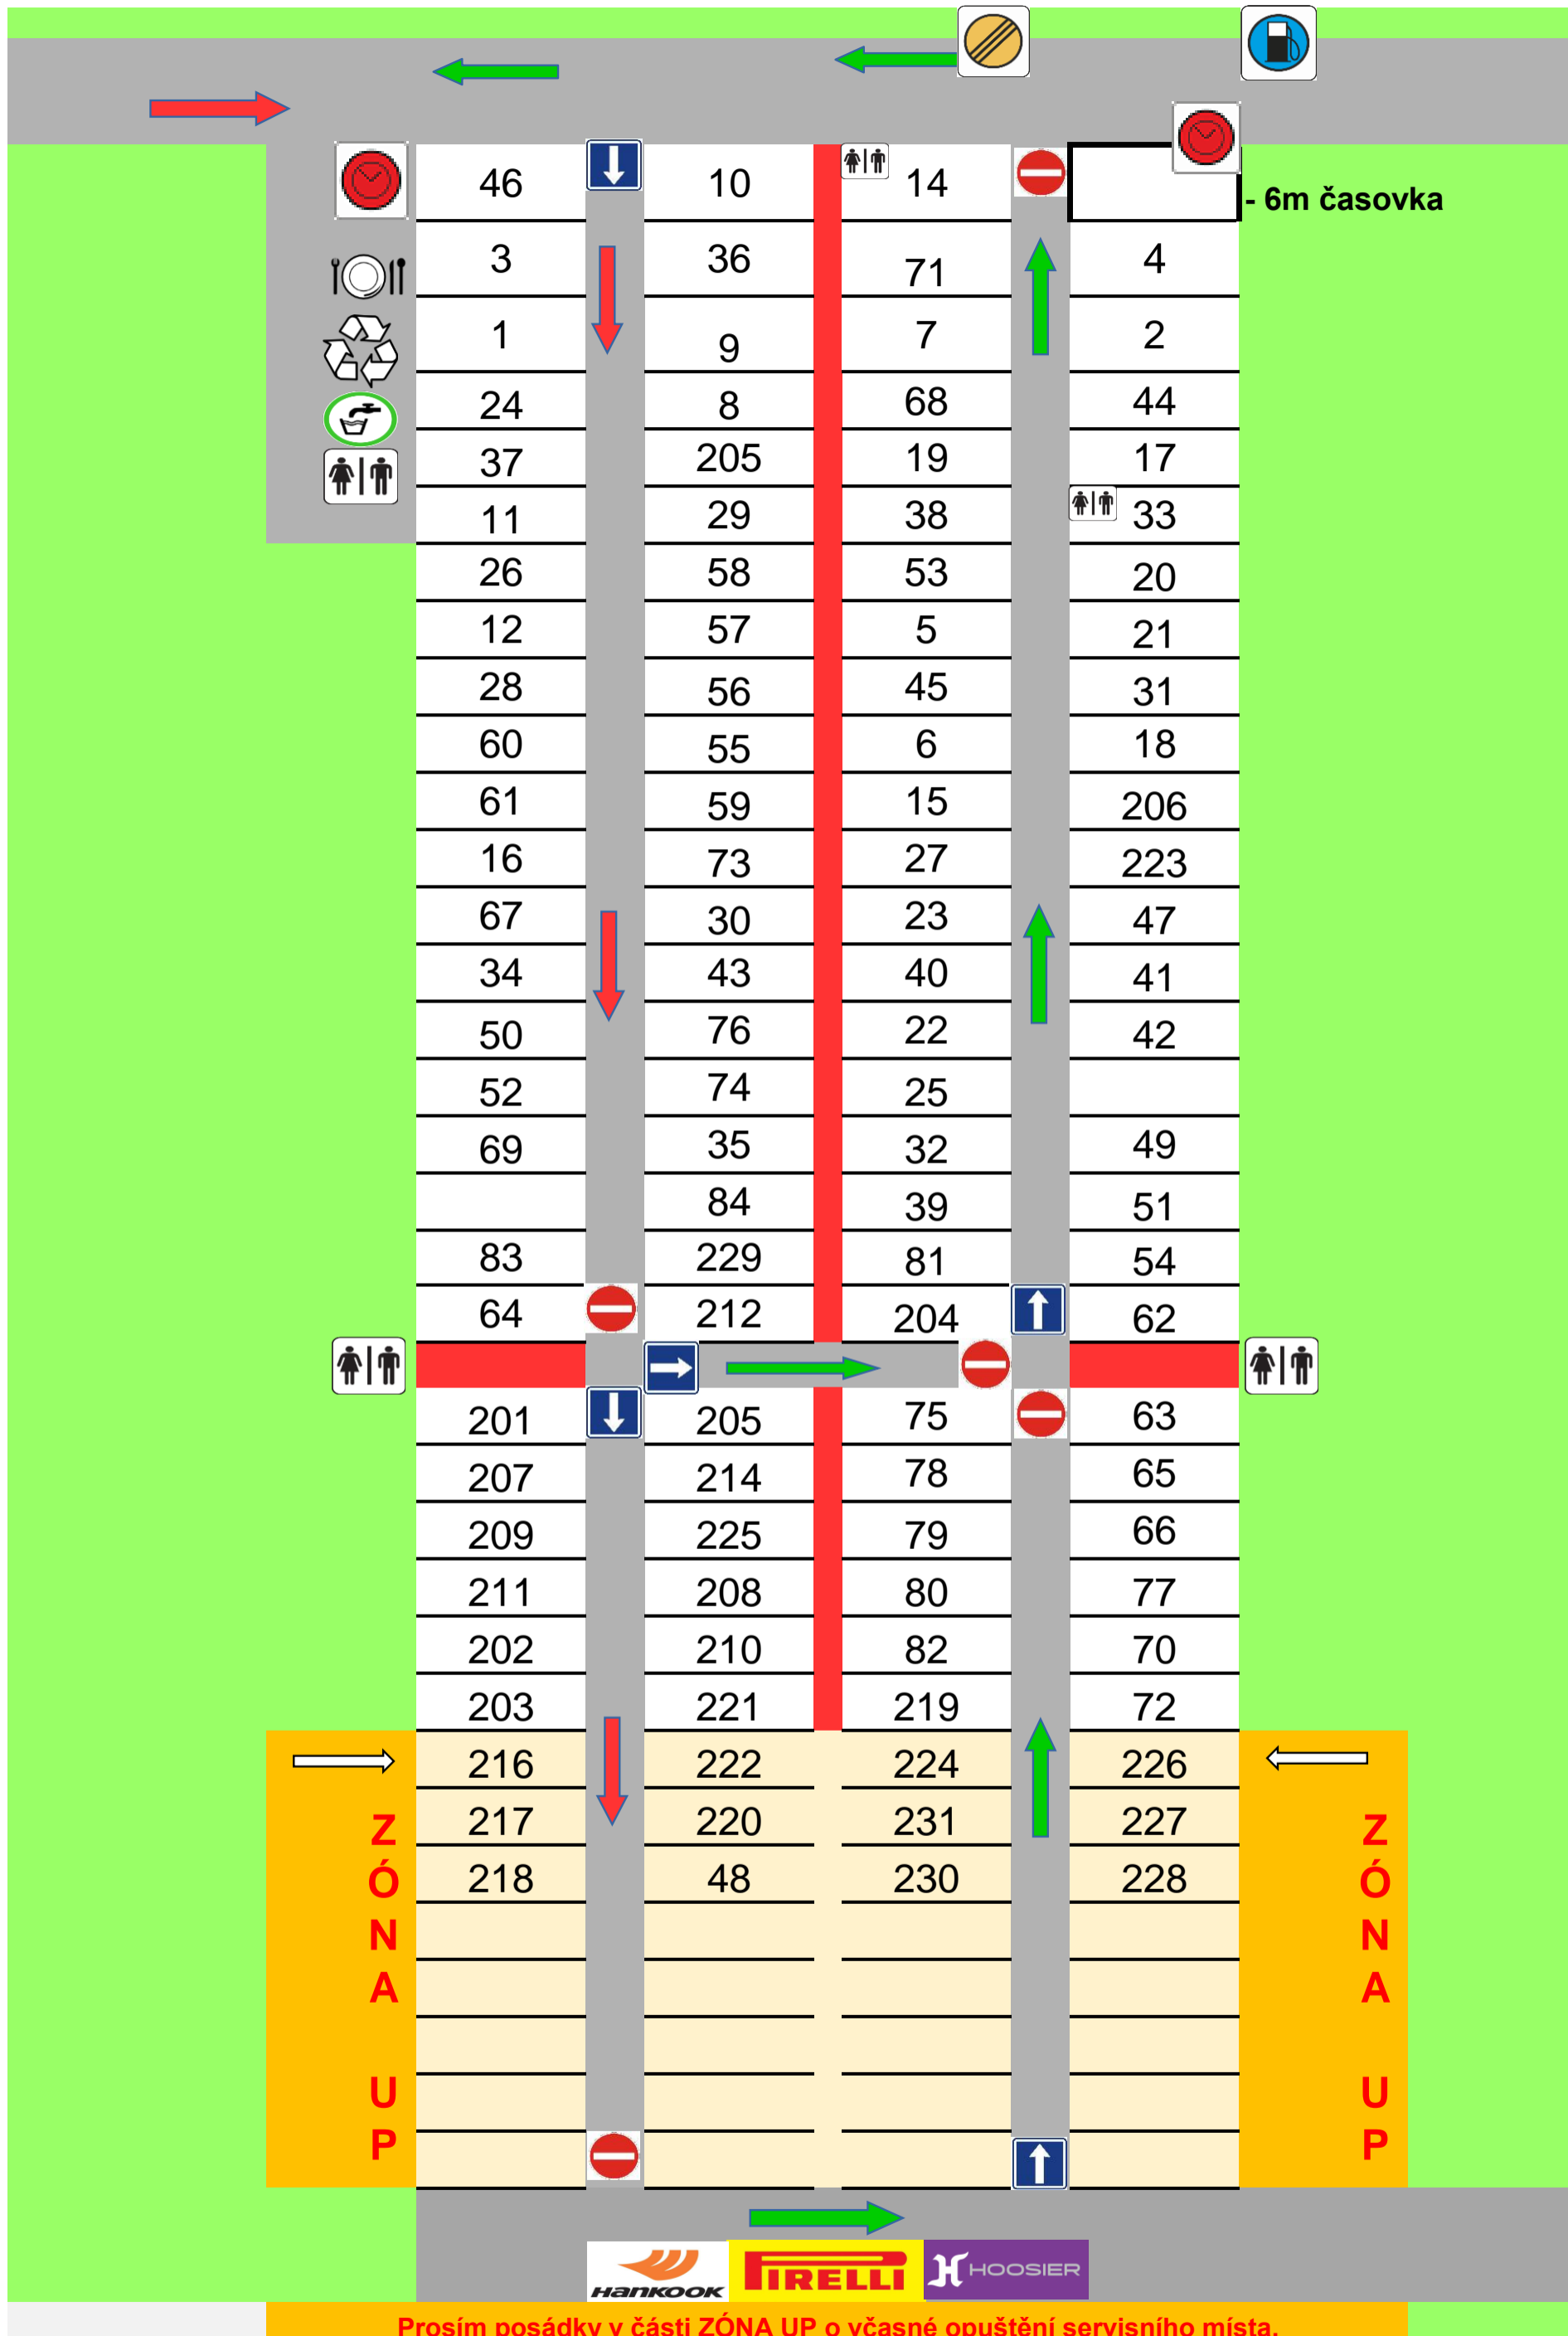 46 10 14
- 6m časovka
3 36 71 4
1 9 7 2
24 8 68 44
37 205 19 17
11 29 38 33
26 58 53 20
12 57 5 21
28 56 45 31
60 55 6 18
61 59 15 206
16 73 27 223
67 30 23 47
34 43 40 41
50 76 22 42
52 74 25
69 35 32 49
84 39 51
83 229 81 54
64 212 204 62
201 205 75 63
207 214 78 65
209 225 79 66
211 208 80 77
202 210 82 70
203 221 219 72
216 222 224 226
217 220 231 227
218 48 230 228
ZÓNA UP
ZÓNA UP
HANKOOK PIRELLI HOOSIER
Prosím posádky v části ZÓNA UP o včasné opuštění servisního místa.